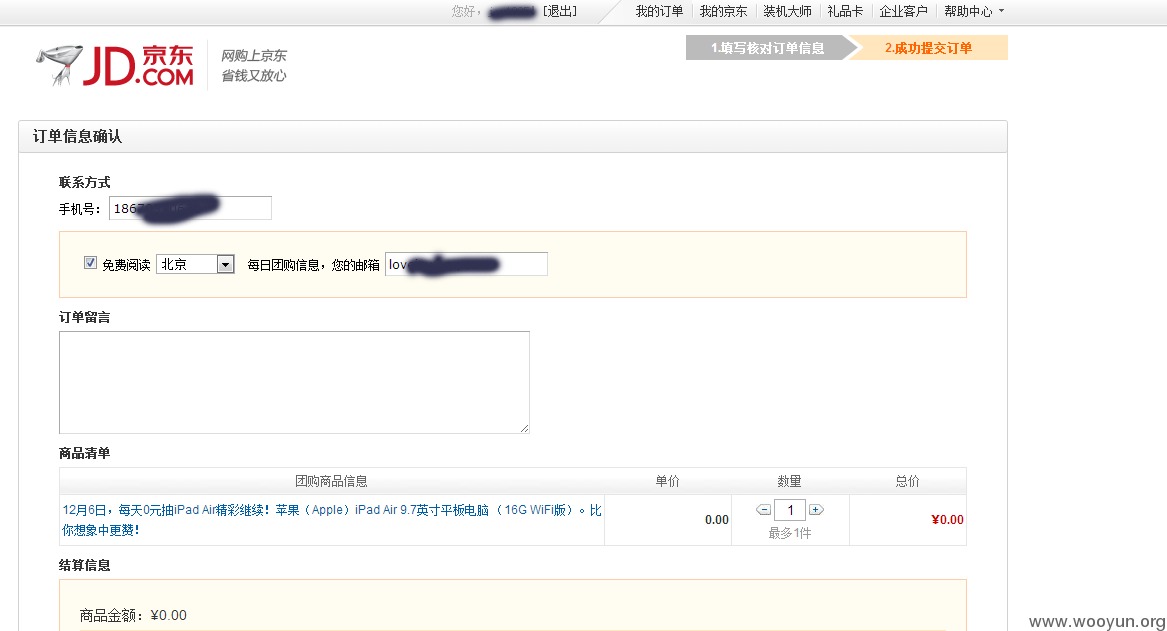 您好， [退出] 我的订单 我的京东 装机大师 礼品卡 企业客户 帮助中心
JD.COM 京东
网购上京东
省钱又放心
1.填写核对订单信息 2.成功提交订单
订单信息确认
联系方式
手机号： 186
免费阅读 北京 每日团购信息，您的邮箱 lov
订单留言
商品清单
团购商品信息 单价 数量 总价
12月6日，每天0元抽iPad Air精彩继续！苹果（Apple）iPad Air 9.7英寸平板电脑 （16G WiFi版）。比
你想象中更赞！
0.00 1 ¥0.00
最多1件
结算信息
商品金额：¥0.00
www.wooyun.org